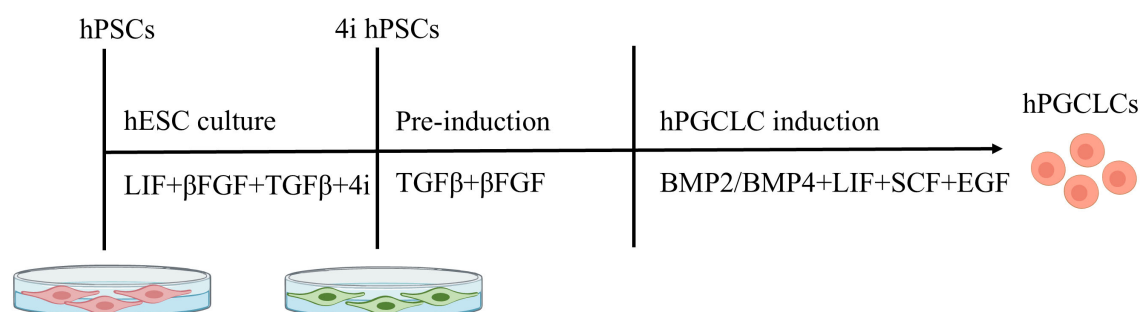 hPSCs
4i hPSCs
hPGCLCs
hESC culture
Pre-induction
hPGCLC induction
LIF+βFGF+TGFβ+4i
TGFβ+βFGF
BMP2/BMP4+LIF+SCF+EGF